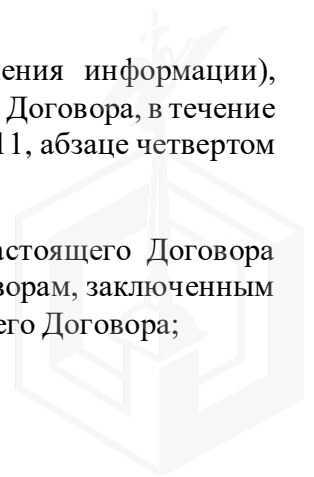 ения информации),
Договора, в течение
11, абзаце четвертом
астоящего Договора
ворам, заключенным
его Договора;